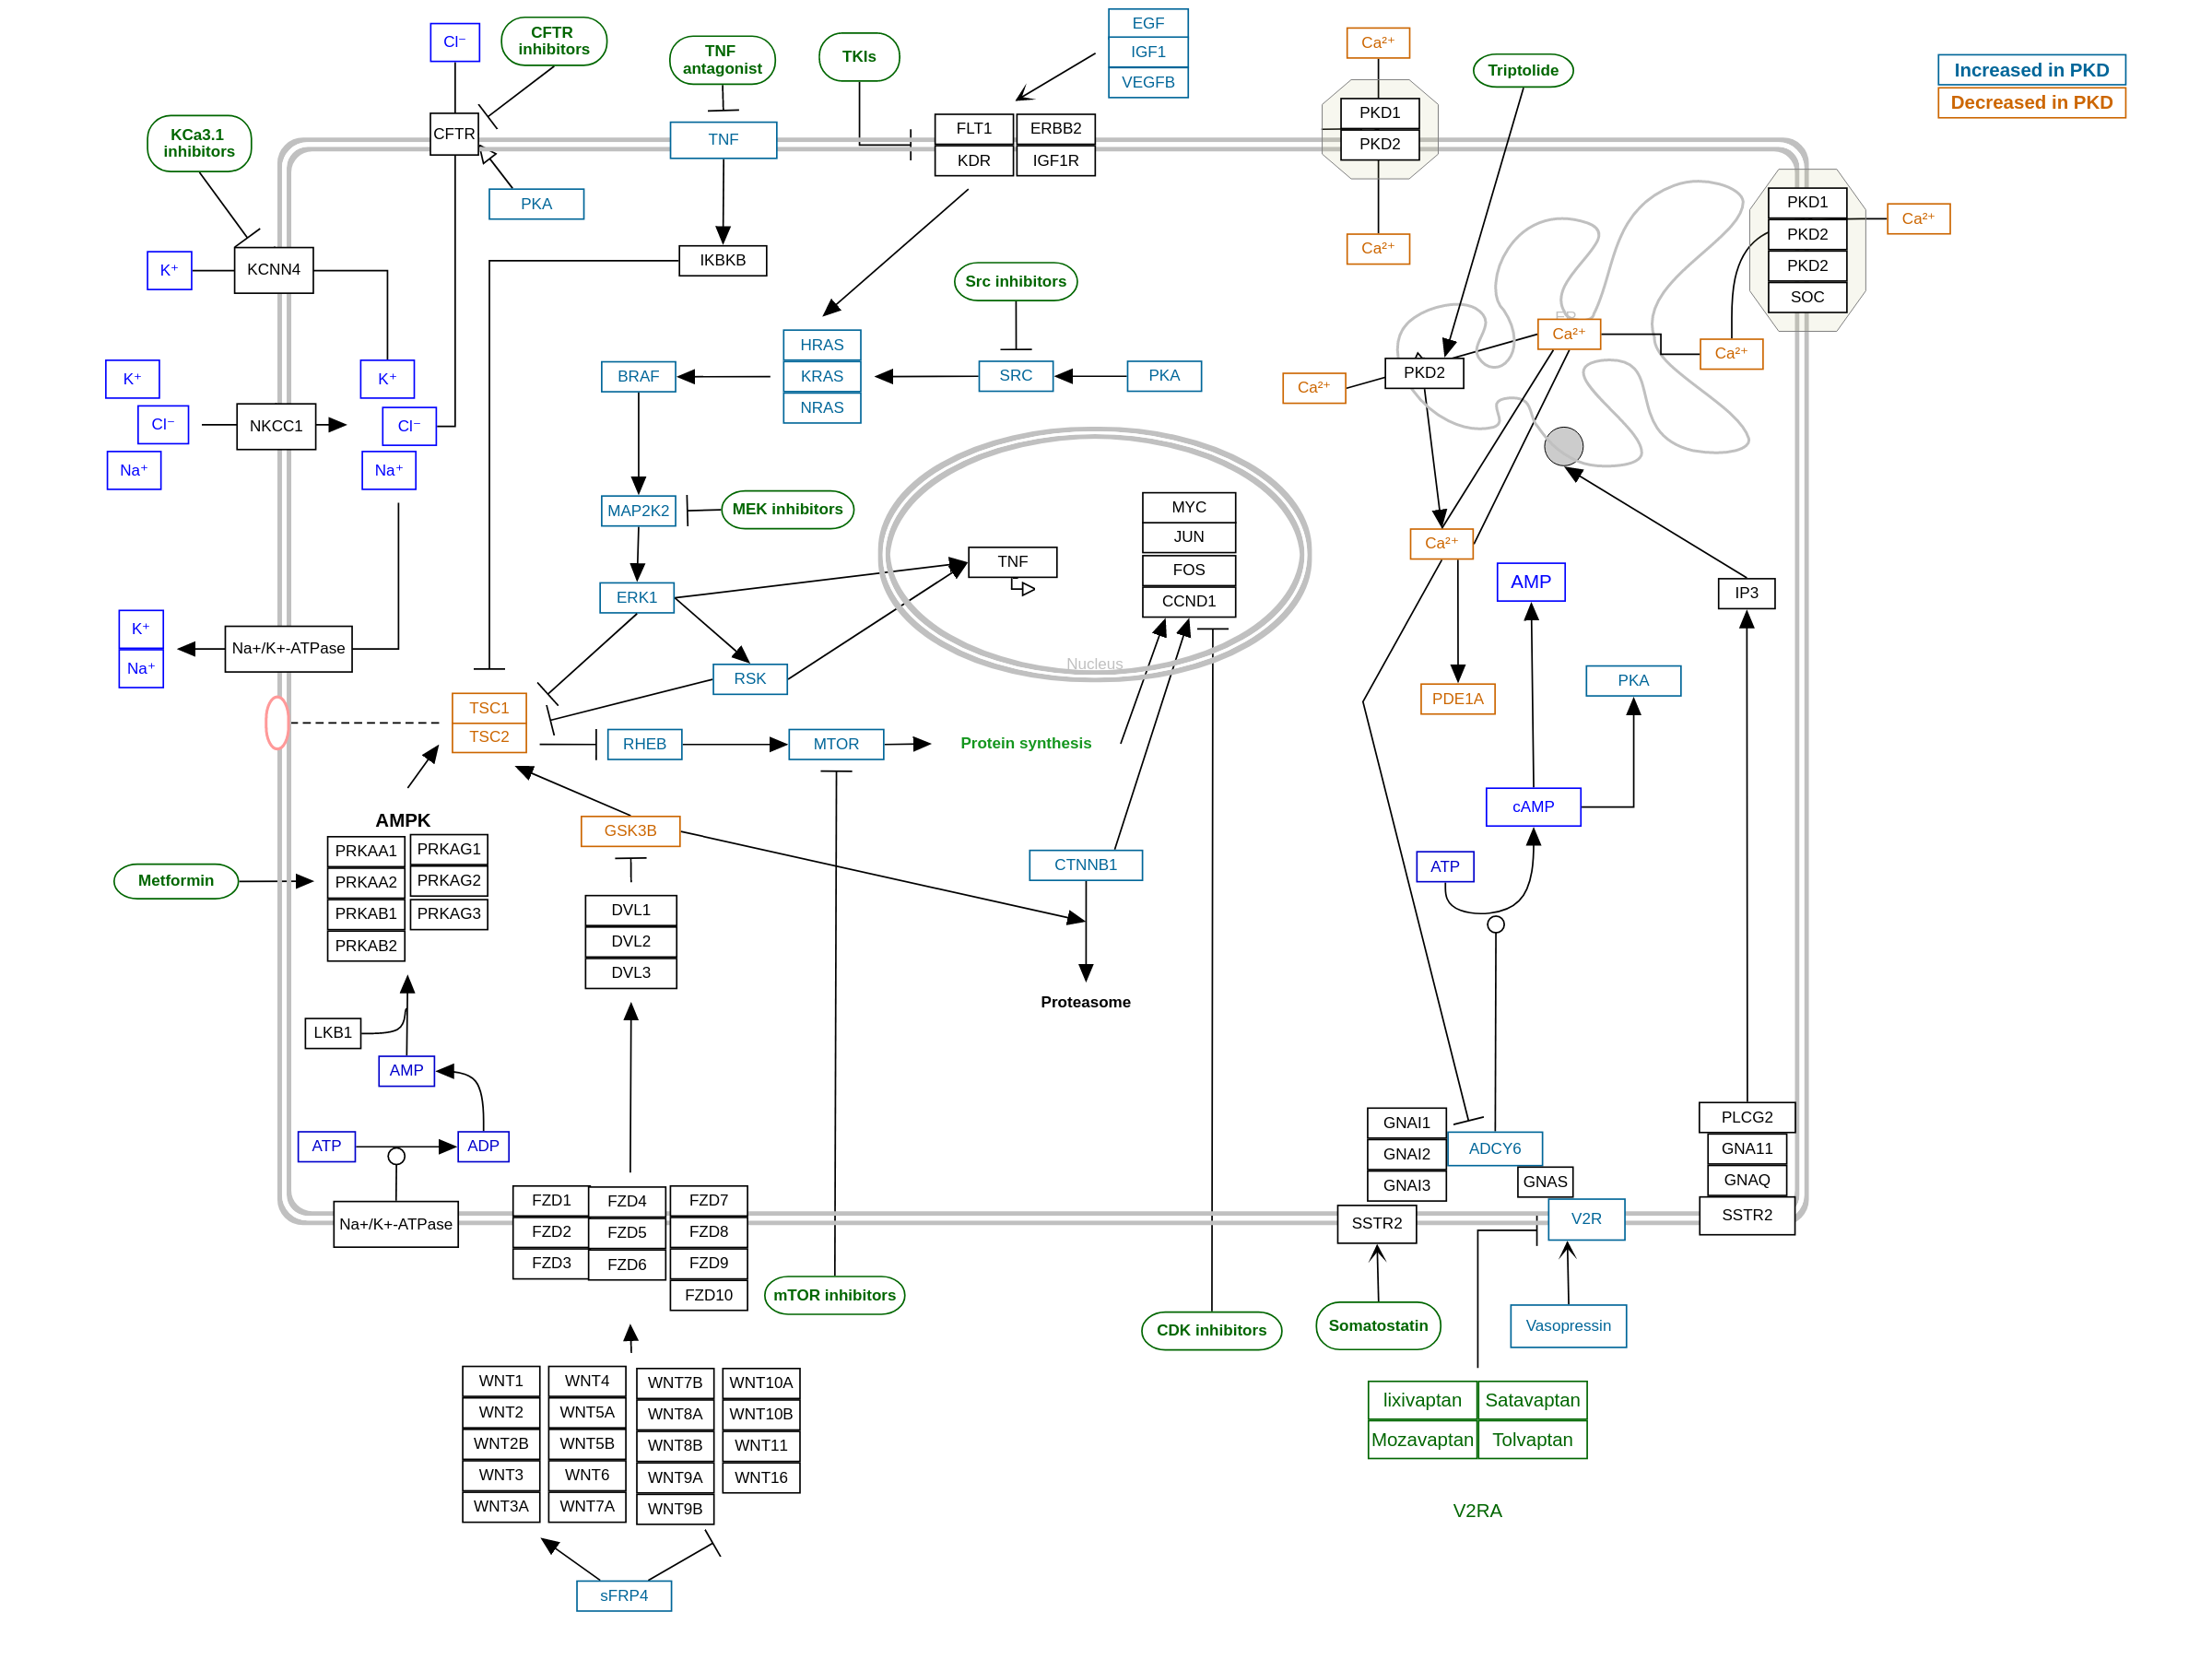 EGF
IGF1
VEGFB
Cl⁻
CFTR
inhibitors
TNF
antagonist
TKIs
Ca²⁺
Triptolide
Increased in PKD
Decreased in PKD
KCa3.1
inhibitors
CFTR
TNF
FLT1
ERBB2
KDR
IGF1R
PKD1
PKD2
PKA
PKD1
PKD2
PKD2
SOC
Ca²⁺
K⁺
KCNN4
IKBKB
Ca²⁺
Src inhibitors
ER
Ca²⁺
Ca²⁺
HRAS
KRAS
NRAS
BRAF
SRC
PKA
Ca²⁺
PKD2
K⁺
Cl⁻
Na⁺
NKCC1
K⁺
Cl⁻
Na⁺
MAP2K2
MEK inhibitors
MYC
JUN
FOS
CCND1
TNF
Ca²⁺
AMP
IP3
ERK1
K⁺
Na⁺
Na+/K+-ATPase
RSK
Nucleus
PKA
PDE1A
TSC1
TSC2
RHEB
MTOR
Protein synthesis
cAMP
AMPK
GSK3B
PRKAA1
PRKAA2
PRKAB1
PRKAB2
PRKAG1
PRKAG2
PRKAG3
Metformin
CTNNB1
ATP
DVL1
DVL2
DVL3
Proteasome
LKB1
AMP
ATP
ADP
GNAI1
GNAI2
GNAI3
ADCY6
GNAS
PLCG2
GNA11
GNAQ
SSTR2
Na+/K+-ATPase
FZD1
FZD2
FZD3
FZD4
FZD5
FZD6
FZD7
FZD8
FZD9
FZD10
SSTR2
V2R
mTOR inhibitors
CDK inhibitors
Somatostatin
Vasopressin
WNT1
WNT2
WNT2B
WNT3
WNT3A
WNT4
WNT5A
WNT5B
WNT6
WNT7A
WNT7B
WNT8A
WNT8B
WNT9A
WNT9B
WNT10A
WNT10B
WNT11
WNT16
lixivaptan
Satavaptan
Mozavaptan
Tolvaptan
V2RA
sFRP4